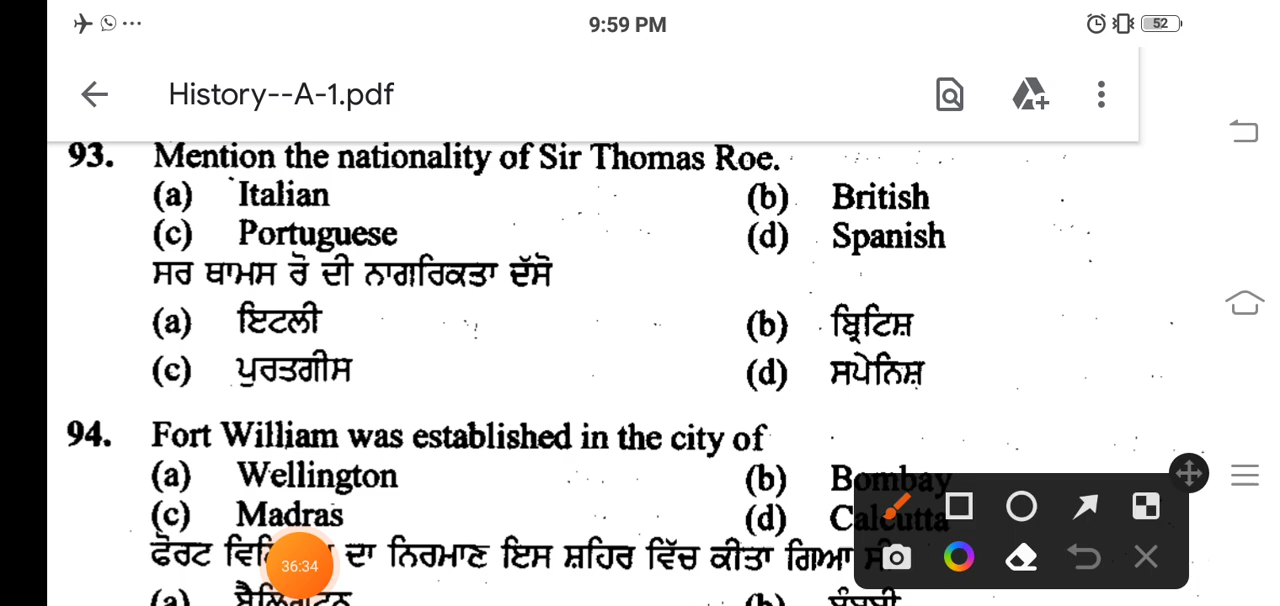 9:59 PM
52
History--A-1.pdf
93. Mention the nationality of Sir Thomas Roe.
(a) Italian (b) British
(c) Portuguese (d) Spanish
ਸਰ ਥਾਮਸ ਰੋ ਦੀ ਨਾਗਰਿਕਤਾ ਦੱਸੋ
(a) ਇਟਲੀ (b) ਬ੍ਰਿਟਿਸ਼
(c) ਪੁਰਤਗੀਸ (d) ਸਪੇਨਿਸ਼
94. Fort William was established in the city of
(a) Wellington (b) Bombay
(c) Madras (d) Calcutta
ਫੋਰਟ ਦਾ ਨਿਰਮਾਣ ਇਸ ਸ਼ਹਿਰ ਵਿੱਚ ਕੀਤਾ ਗਿਆ
36:34
(a) (b)